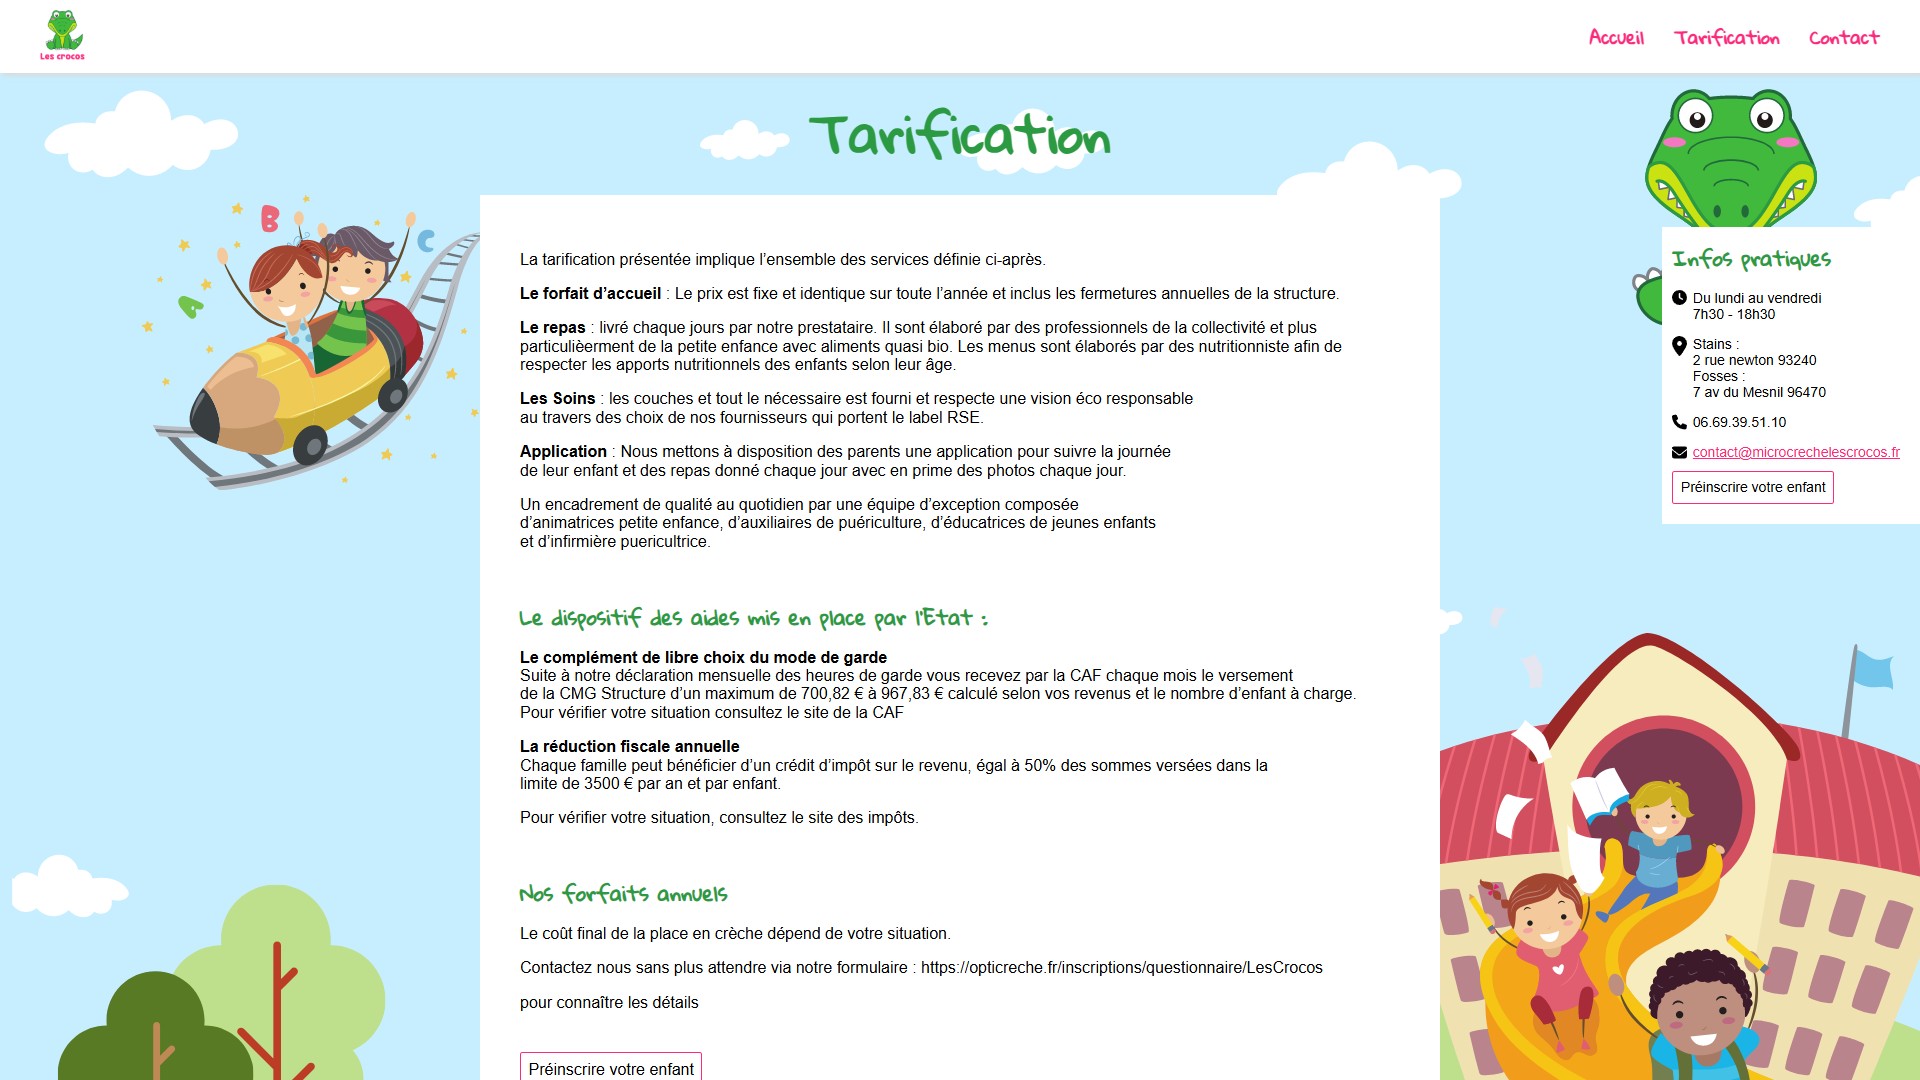 Les crocos
Accueil
Tarification
Contact
Tarification
B
C
A
La tarification présentée implique l’ensemble des services définie ci-après.
Le forfait d’accueil : Le prix est fixe et identique sur toute l’année et inclus les fermetures annuelles de la structure.
Le repas : livré chaque jours par notre prestataire. Il sont élaboré par des professionnels de la collectivité et plus
particulièerment de la petite enfance avec aliments quasi bio. Les menus sont élaborés par des nutritionniste afin de
respecter les apports nutritionnels des enfants selon leur âge.
Les Soins : les couches et tout le nécessaire est fourni et respecte une vision éco responsable
au travers des choix de nos fournisseurs qui portent le label RSE.
Application : Nous mettons à disposition des parents une application pour suivre la journée
de leur enfant et des repas donné chaque jour avec en prime des photos chaque jour.
Un encadrement de qualité au quotidien par une équipe d’exception composée
d’animatrices petite enfance, d’auxiliaires de puériculture, d’éducatrices de jeunes enfants
et d’infirmière puericultrice.
Le dispositif des aides mis en place par l'Etat :
Le complément de libre choix du mode de garde
Suite à notre déclaration mensuelle des heures de garde vous recevez par la CAF chaque mois le versement
de la CMG Structure d’un maximum de 700,82 € à 967,83 € calculé selon vos revenus et le nombre d’enfant à charge.
Pour vérifier votre situation consultez le site de la CAF
La réduction fiscale annuelle
Chaque famille peut bénéficier d’un crédit d’impôt sur le revenu, égal à 50% des sommes versées dans la
limite de 3500 € par an et par enfant.
Pour vérifier votre situation, consultez le site des impôts.
Nos forfaits annuels
Le coût final de la place en crèche dépend de votre situation.
Contactez nous sans plus attendre via notre formulaire : https://opticreche.fr/inscriptions/questionnaire/LesCrocos
pour connaître les détails
Préinscrire votre enfant
Infos pratiques
Du lundi au vendredi
7h30 - 18h30
Stains :
2 rue newton 93240
Fosses :
7 av du Mesnil 96470
06.69.39.51.10
contact@microcrechelescrocos.fr
Préinscrire votre enfant